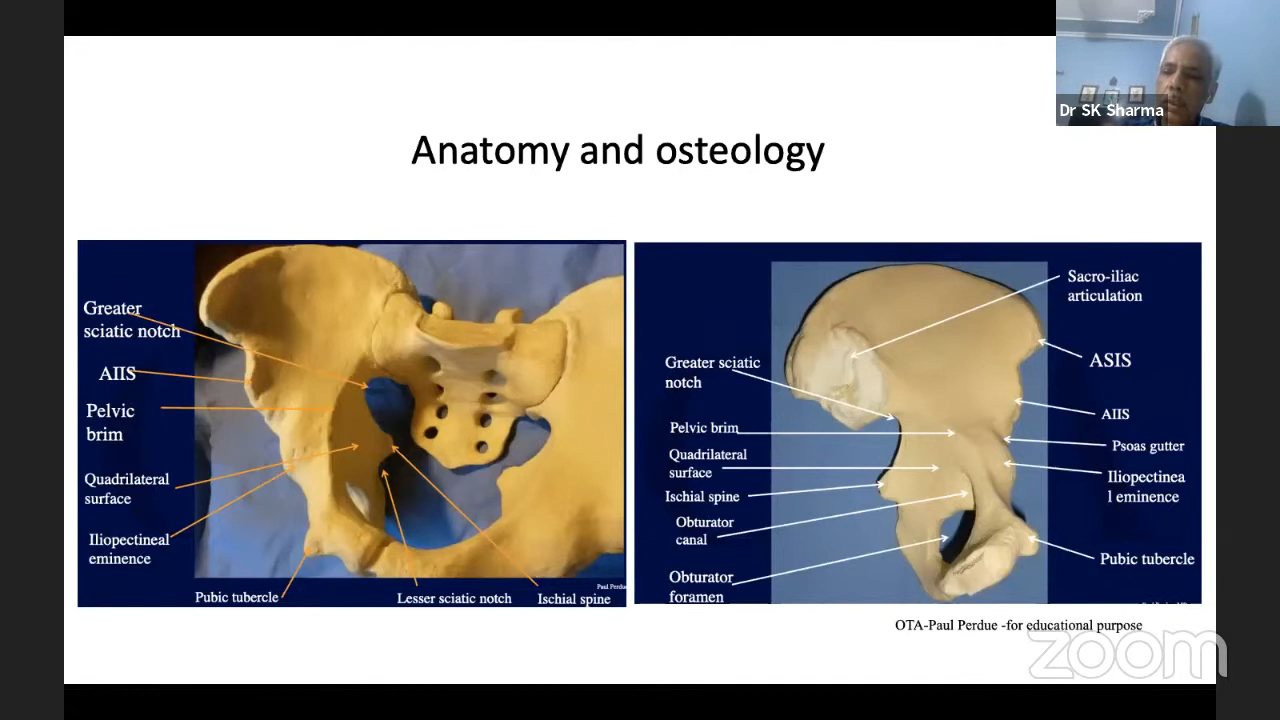 Dr SK Sharma
Anatomy and osteology
Greater
sciatic notch
AIIS
Pelvic
brim
Quadrilateral
surface
Iliopectineal
eminence
Pubic tubercle
Lesser sciatic notch
Ischial spine
Paul Perdue
Sacro-iliac
articulation
ASIS
Greater sciatic
notch
AIIS
Pelvic brim
Psoas gutter
Quadrilateral
surface
Iliopectinea
l eminence
Ischial spine
Obturator
canal
Pubic tubercle
Obturator
foramen
OTA-Paul Perdue -for educational purpose
zoom